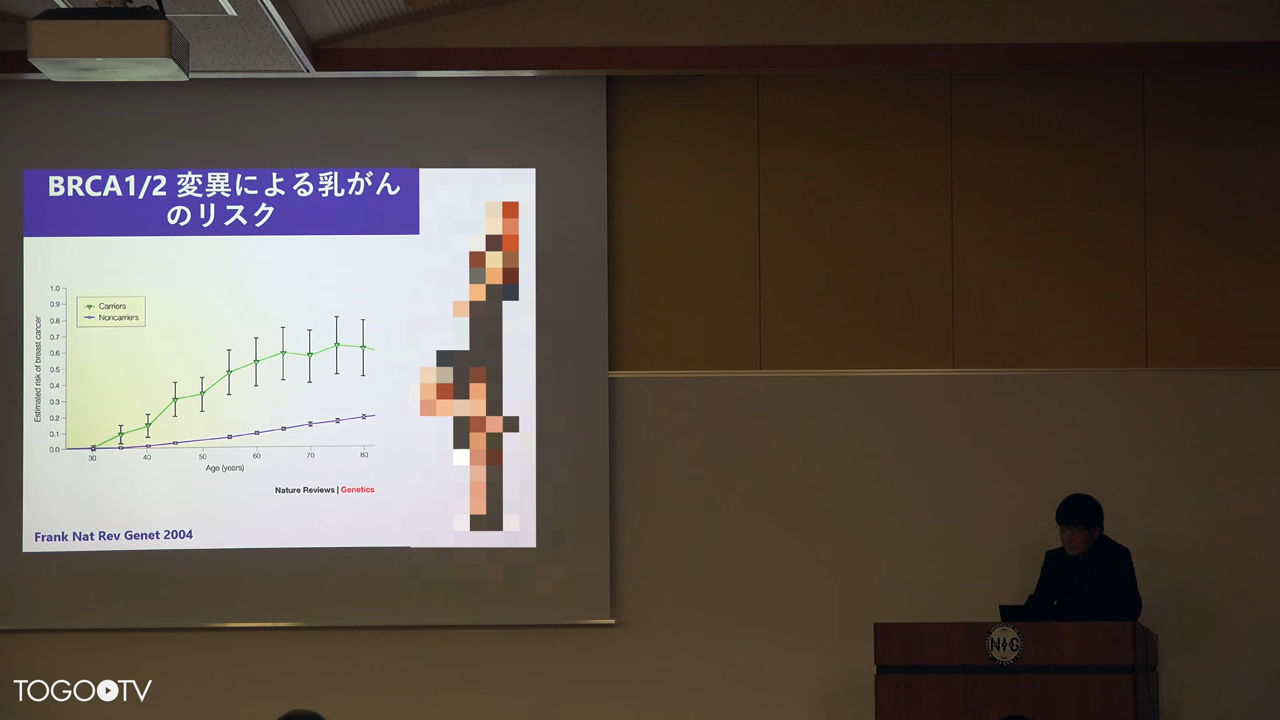 BRCA1/2 変異による乳がん
のリスク
1.0
0.9
0.8
0.7
0.6
0.5
0.4
0.3
0.2
0.1
0.0
Estimated risk of breast cancer
Carriers
Noncarriers
30 40 50 60 70 80
Age (years)
Nature Reviews | Genetics
Frank Nat Rev Genet 2004
NIG
TOGO TV